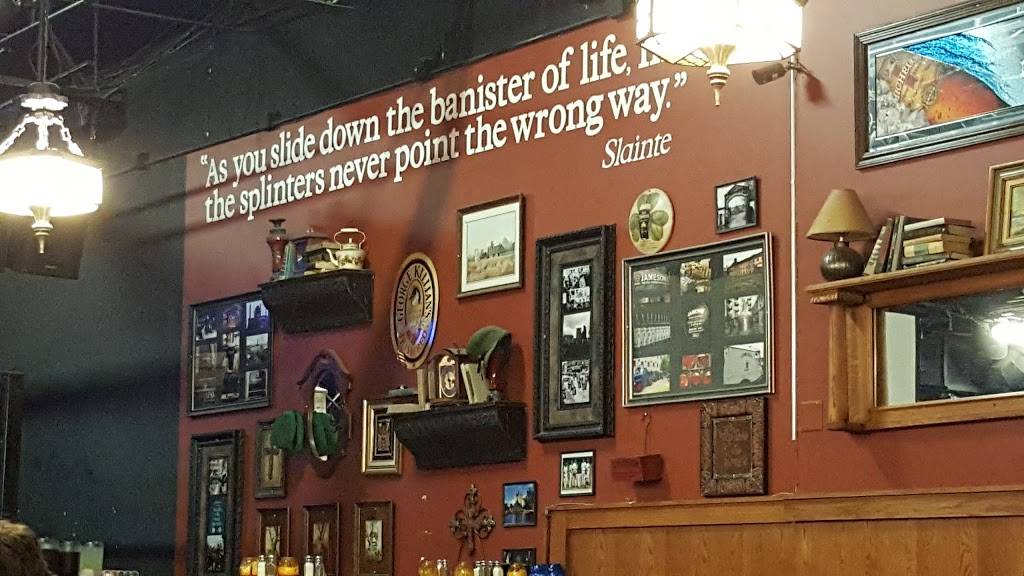 "As you slide down the banister of life,
the splinters never point the wrong way."
Slainte
GEORGE KILLIAN'S
JAMESON